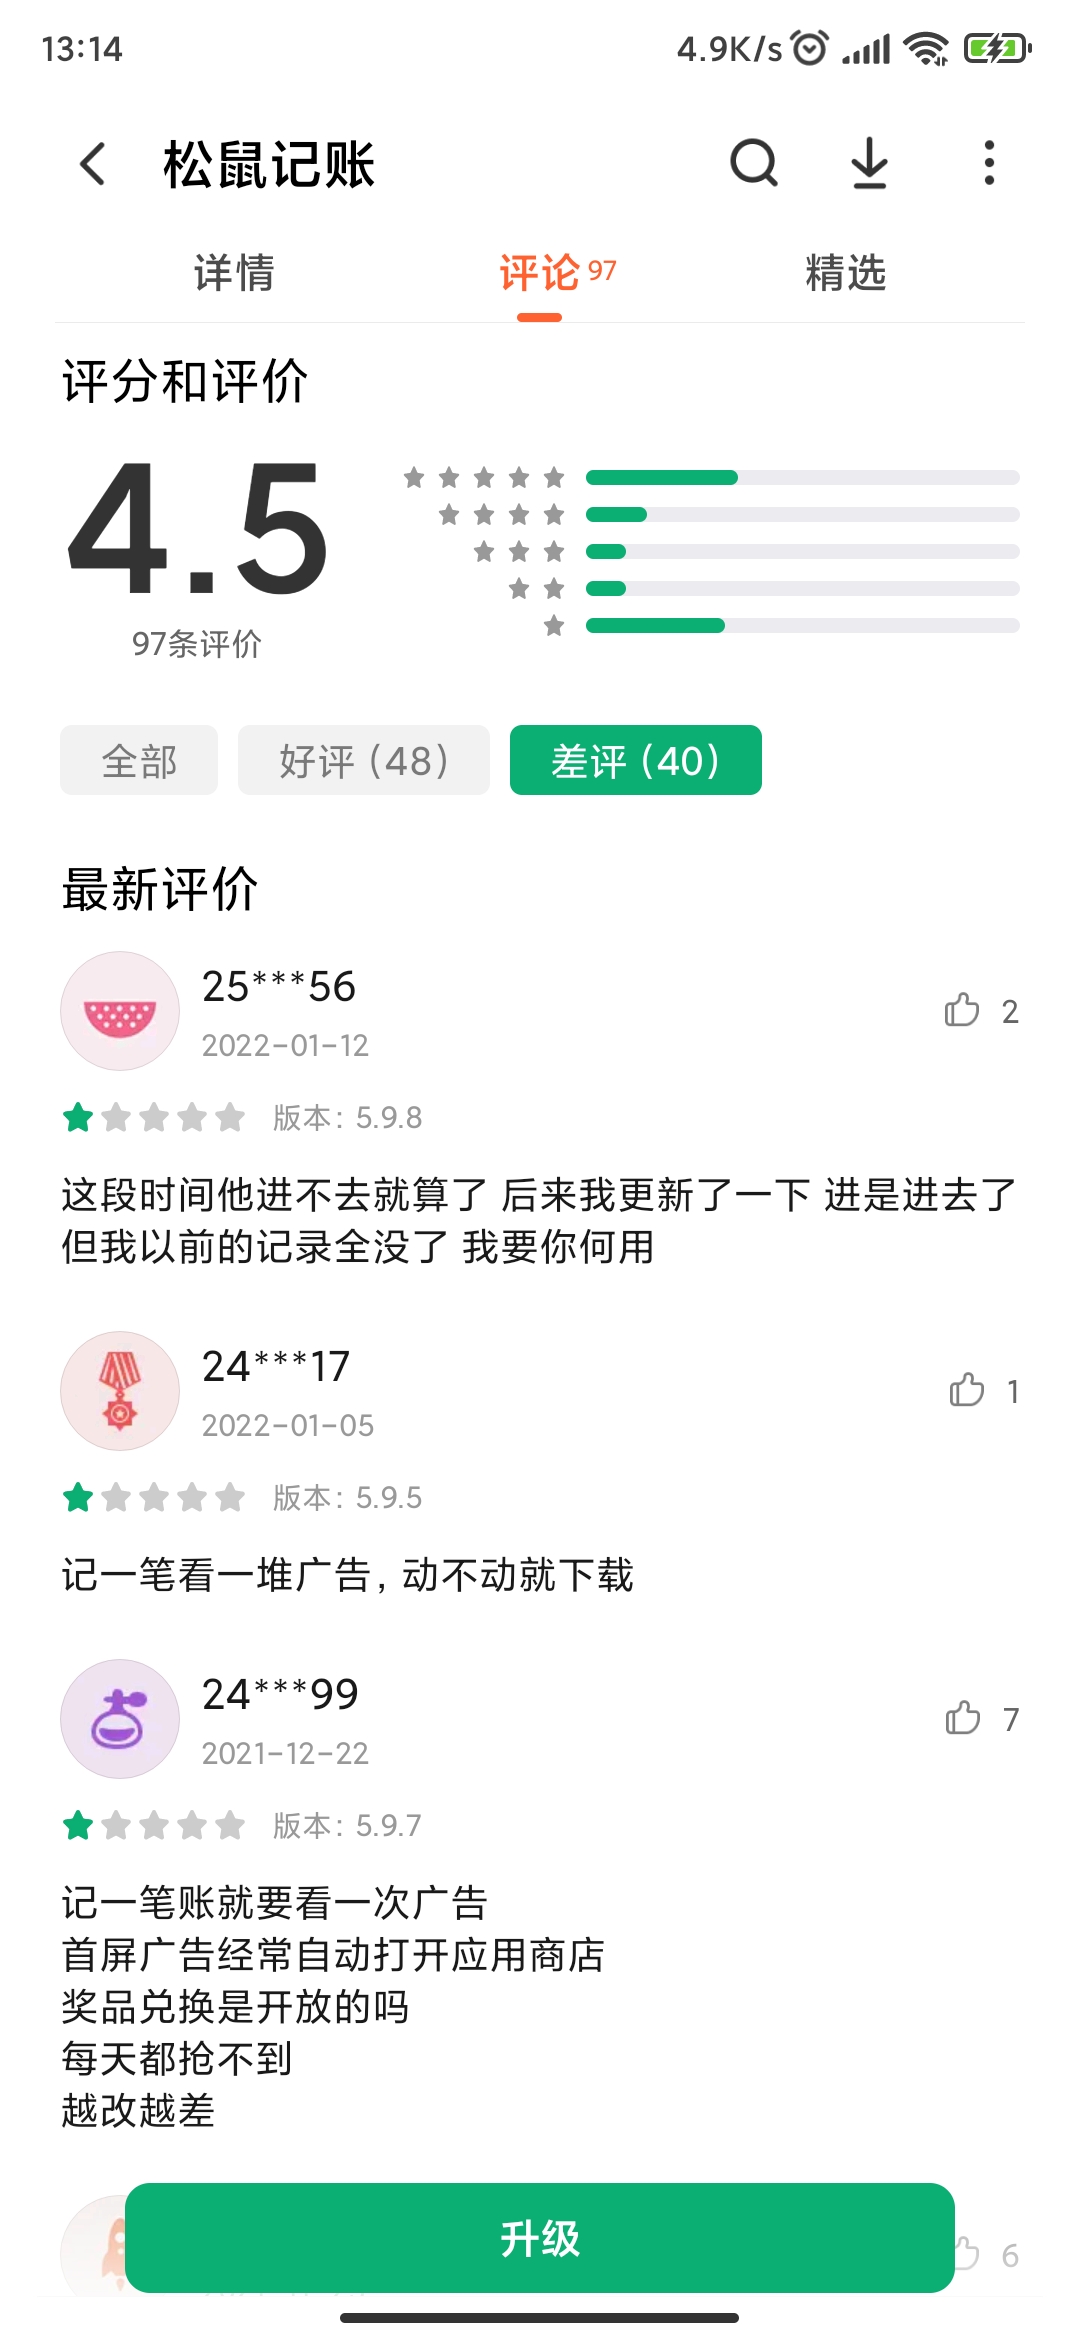 13:14
4.9K/s
松鼠记账
详情
评论 97
精选
评分和评价
4.5
97条评价
全部
好评 (48)
差评 (40)
最新评价
25***56
2022-01-12
2
版本: 5.9.8
这段时间他进不去就算了 后来我更新了一下 进是进去了
但我以前的记录全没了 我要你何用
24***17
2022-01-05
1
版本: 5.9.5
记一笔看一堆广告, 动不动就下载
24***99
2021-12-22
7
版本: 5.9.7
记一笔账就要看一次广告
首屏广告经常自动打开应用商店
奖品兑换是开放的吗
每天都抢不到
越改越差
升级
6